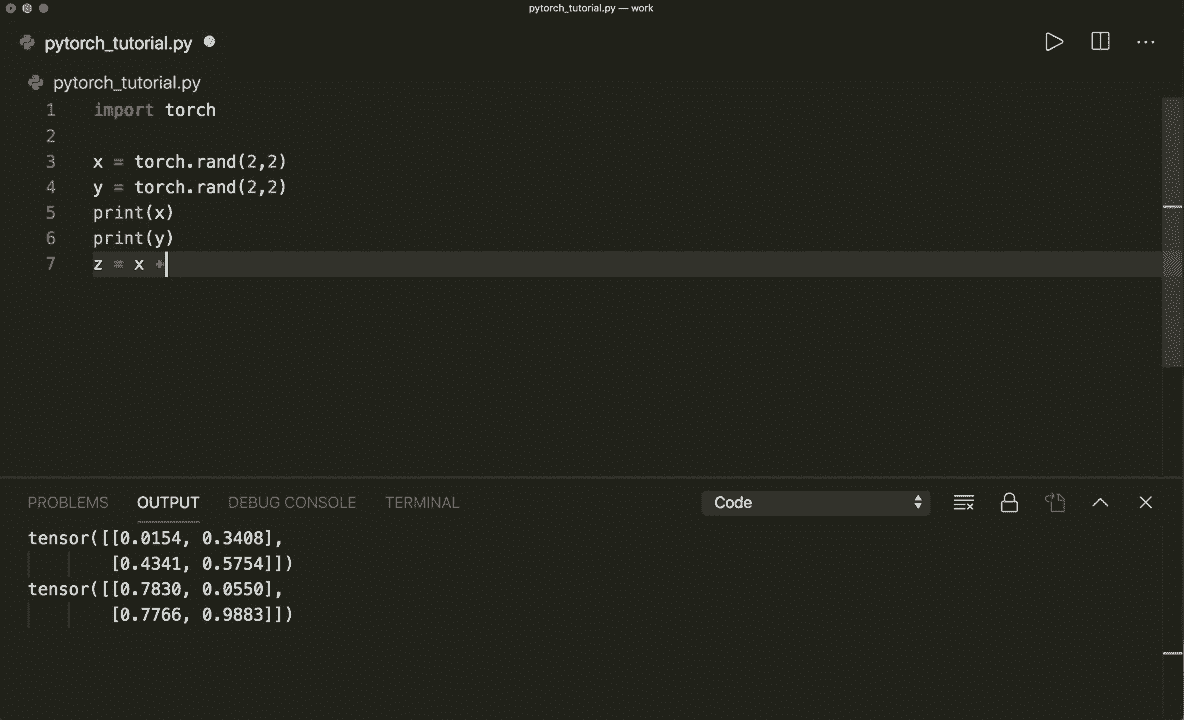 pytorch_tutorial.py — work
pytorch_tutorial.py
pytorch_tutorial.py
1 import torch
2
3 x = torch.rand(2,2)
4 y = torch.rand(2,2)
5 print(x)
6 print(y)
7 z = x +
PROBLEMS OUTPUT DEBUG CONSOLE TERMINAL Code
tensor([[0.0154, 0.3408],
[0.4341, 0.5754]])
tensor([[0.7830, 0.0550],
[0.7766, 0.9883]])